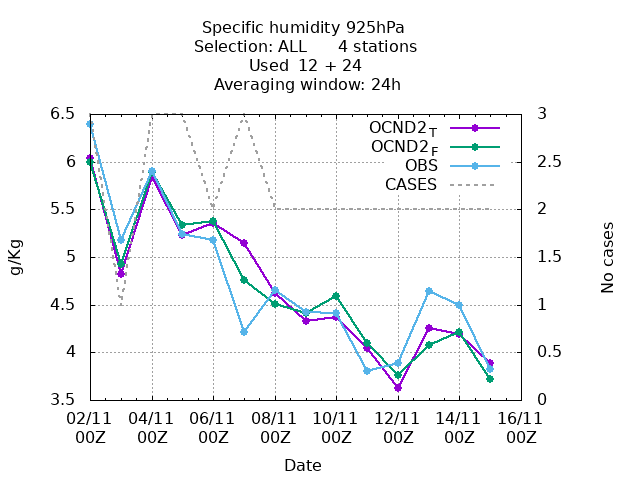 Specific humidity 925hPa
Selection: ALL 4 stations
Used 12 + 24
Averaging window: 24h
6.5
6
5.5
5
4.5
4
3.5
g/Kg
3
2.5
2
1.5
1
0.5
0
No cases
OCND2T
OCND2F
OBS
CASES
02/11 04/11 06/11 08/11 10/11 12/11 14/11 16/11
00Z 00Z 00Z 00Z 00Z 00Z 00Z 00Z
Date